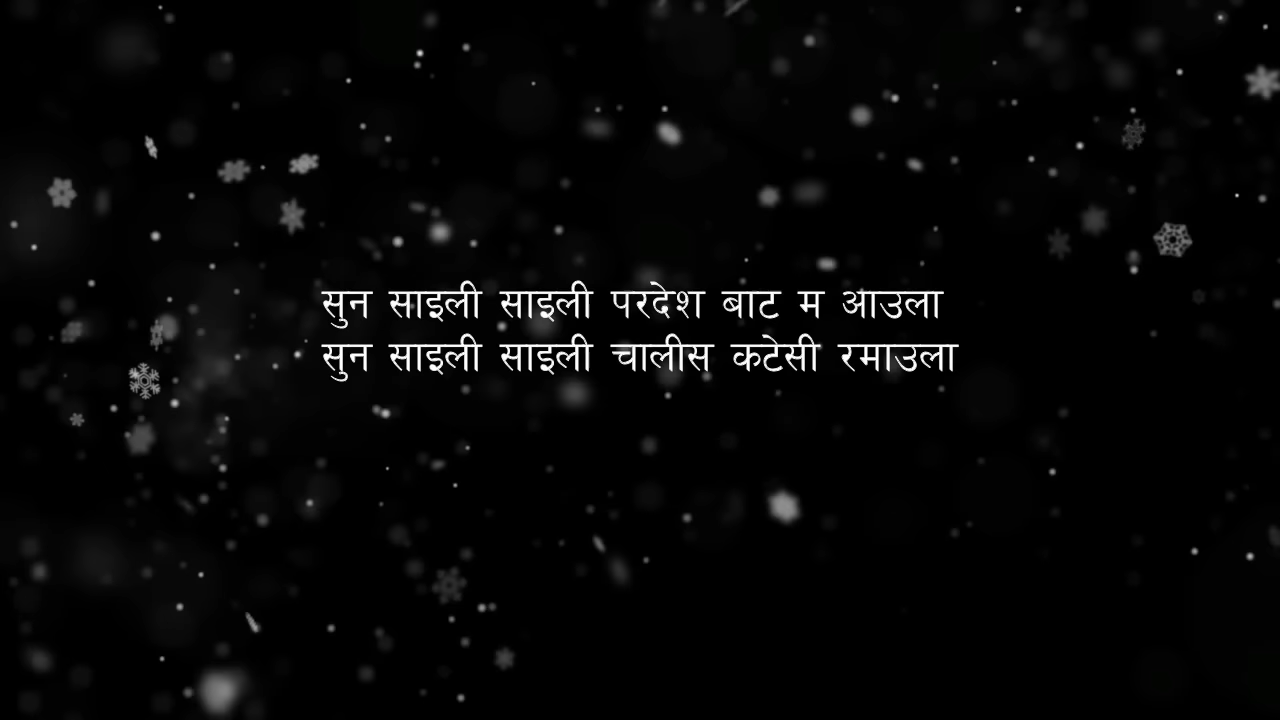 सुन साइली साइली परदेश बाट म आउला
सुन साइली साइली चालीस कटेसी रमाउला